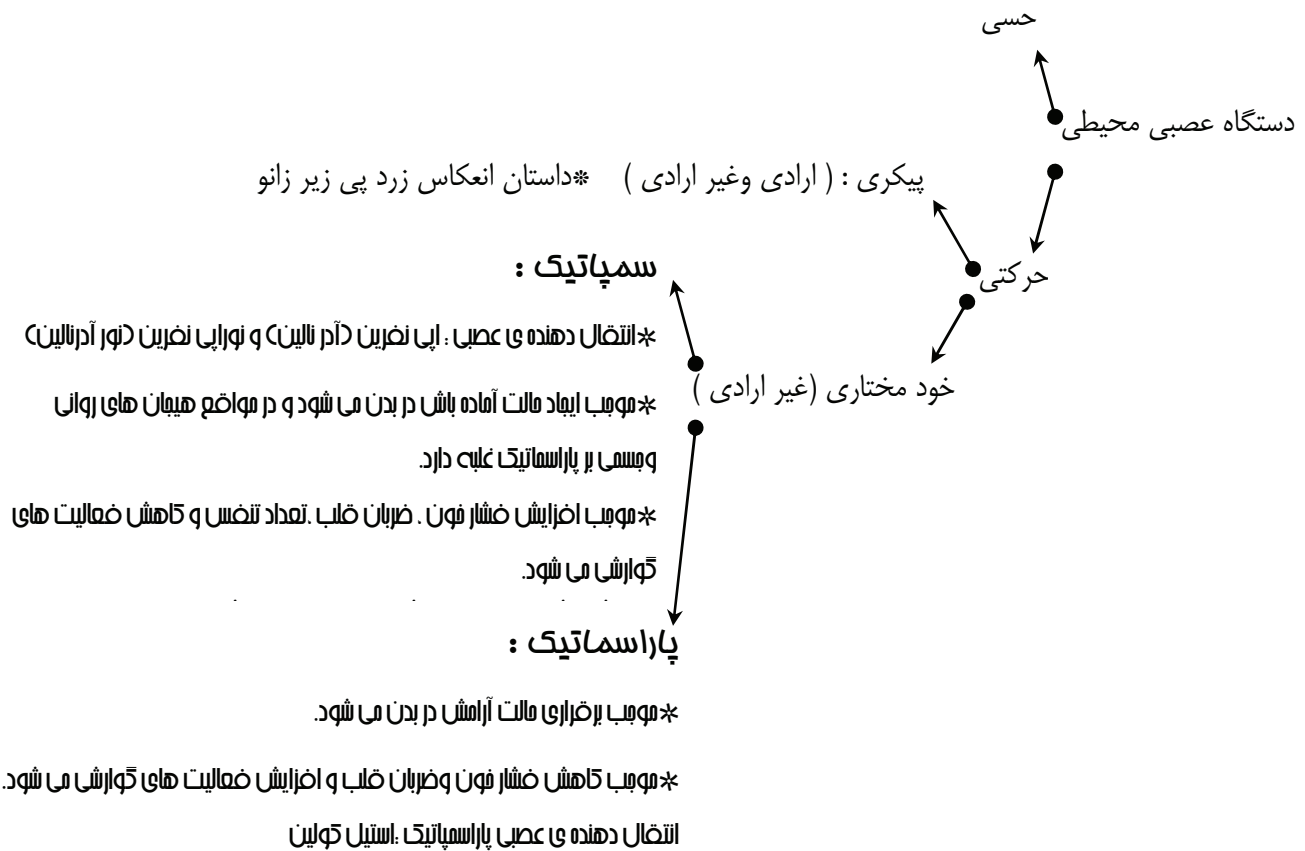 حسی
دستگاه عصبی محیطی
پیکری : ( ارادی وغیر ارادی ) *داستان انعکاس زرد پی زیر زانو
حرکتی
خود مختاری (غیر ارادی )
سمپاتیک :
*انتقال دهنده ی عصبی : اپی نفرین (آدر نالین) و نوراپی نفرین (نور آدرنالین)
*موجب ایجاد حالت آماده باش در بدن می شود و در مواقع هیجان های روانی
وجسمی بر پاراسماتیک غلبه دارد.
*موجب افزایش فشار خون ، ضربان قلب ،تعداد تنفس و کاهش فعالیت های
گوارشی می شود.
پاراسماتیک :
*موجب برقراری حالت آرامش در بدن می شود.
*موجب کاهش فشار خون وضربان قلب و افزایش فعالیت های گوارشی می شود.
انتقال دهنده ی عصبی پاراسمپاتیک :استیل کولین